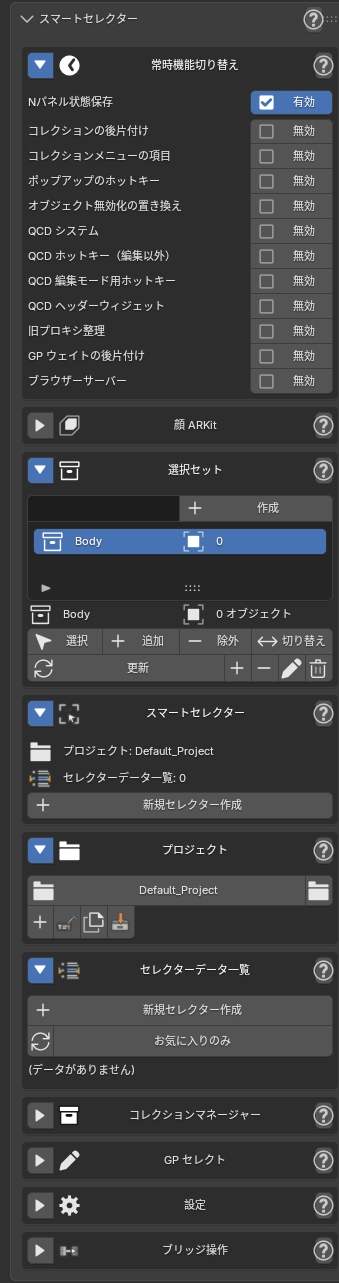 スマートセレクター
常時機能切り替え
Nパネル状態保存 有効
コレクションの後片付け 無効
コレクションメニューの項目 無効
ポップアップのホットキー 無効
オブジェクト無効化の置き換え 無効
QCD システム 無効
QCD ホットキー（編集以外） 無効
QCD 編集モード用ホットキー 無効
QCD ヘッダーウィジェット 無効
旧プロキシ整理 無効
GP ウェイトの後片付け 無効
ブラウザーサーバー 無効
顔 ARKit
選択セット
作成
Body 0
Body 0 オブジェクト
選択 追加 除外 切り替え
更新
スマートセレクター
プロジェクト: Default_Project
セレクターデータ一覧: 0
新規セレクター作成
プロジェクト
Default_Project
セレクターデータ一覧
新規セレクター作成
お気に入りのみ
(データがありません)
コレクションマネージャー
GP セレクト
設定
ブリッジ操作